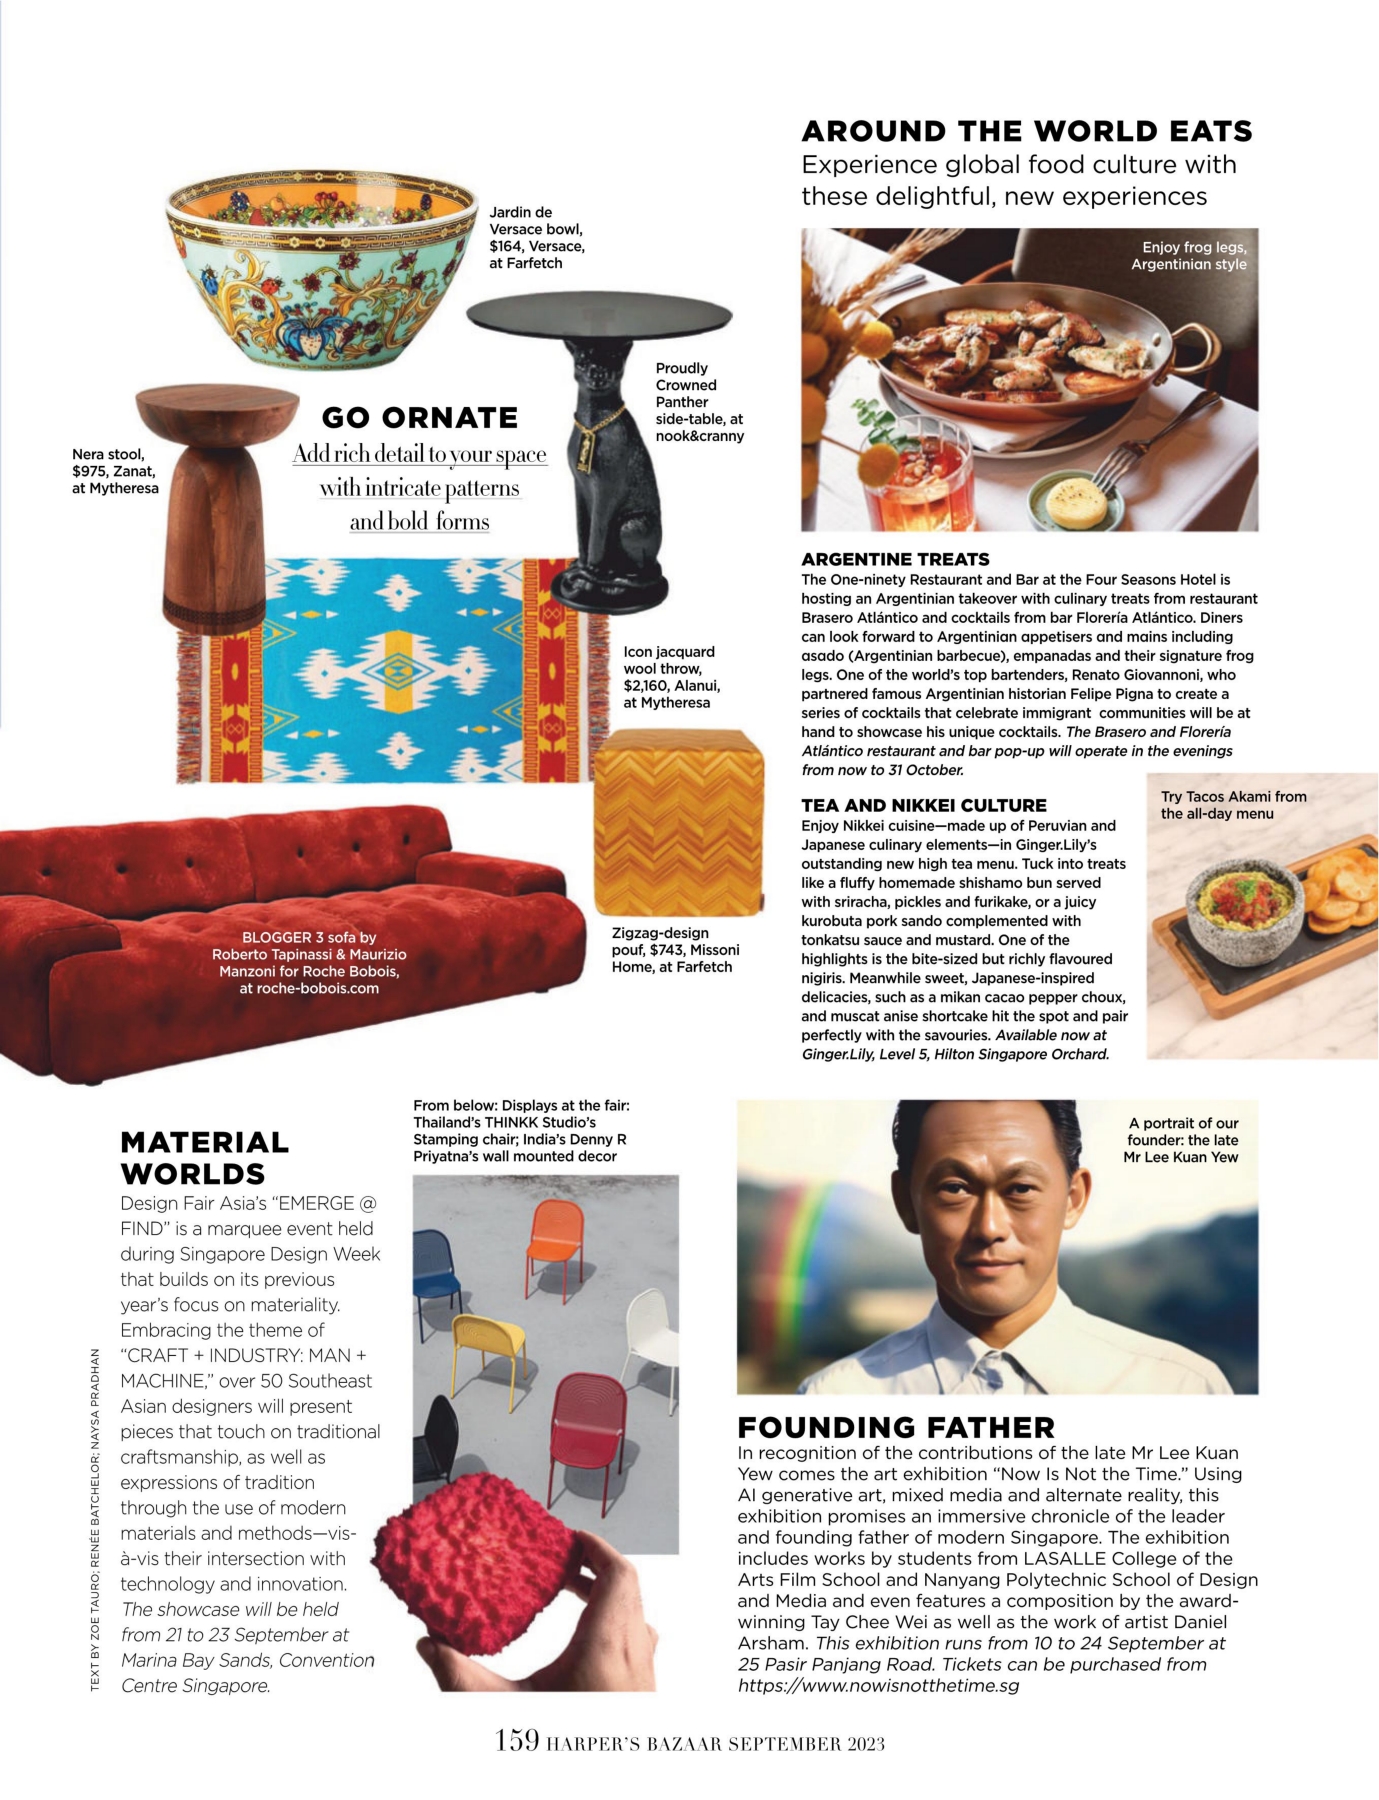 Jardin de
Versace bowl,
$164, Versace,
at Farfetch
Proudly
Crowned
Panther
side-table, at
nook&cranny
GO ORNATE
Add rich detail to your space
with intricate patterns
and bold forms
Nera stool,
$975, Zanat,
at Mytheresa
Icon jacquard
wool throw,
$2,160, Alanui,
at Mytheresa
Zigzag-design
pouf, $743, Missoni
Home, at Farfetch
BLOGGER 3 sofa by
Roberto Tapinassi & Maurizio
Manzoni for Roche Bobois,
at roche-bobois.com
AROUND THE WORLD EATS
Experience global food culture with
these delightful, new experiences
Enjoy frog legs,
Argentinian style
ARGENTINE TREATS
The One-ninety Restaurant and Bar at the Four Seasons Hotel is
hosting an Argentinian takeover with culinary treats from restaurant
Brasero Atlántico and cocktails from bar Florería Atlántico. Diners
can look forward to Argentinian appetisers and mains including
asado (Argentinian barbecue), empanadas and their signature frog
legs. One of the world's top bartenders, Renato Giovannoni, who
partnered famous Argentinian historian Felipe Pigna to create a
series of cocktails that celebrate immigrant communities will be at
hand to showcase his unique cocktails. The Brasero and Florería
Atlántico restaurant and bar pop-up will operate in the evenings
from now to 31 October.
TEA AND NIKKEI CULTURE
Enjoy Nikkei cuisine—made up of Peruvian and
Japanese culinary elements—in Ginger.Lily's
outstanding new high tea menu. Tuck into treats
like a fluffy homemade shishamo bun served
with sriracha, pickles and furikake, or a juicy
kurobuta pork sando complemented with
tonkatsu sauce and mustard. One of the
highlights is the bite-sized but richly flavoured
nigiris. Meanwhile sweet, Japanese-inspired
delicacies, such as a mikan cacao pepper choux,
and muscat anise shortcake hit the spot and pair
perfectly with the savouries. Available now at
Ginger.Lily, Level 5, Hilton Singapore Orchard.
Try Tacos Akami from
the all-day menu
MATERIAL
WORLDS
Design Fair Asia's “EMERGE @
FIND” is a marquee event held
during Singapore Design Week
that builds on its previous
year's focus on materiality.
Embracing the theme of
“CRAFT + INDUSTRY: MAN +
MACHINE,” over 50 Southeast
Asian designers will present
pieces that touch on traditional
craftsmanship, as well as
expressions of tradition
through the use of modern
materials and methods—vis-
à-vis their intersection with
technology and innovation.
The showcase will be held
from 21 to 23 September at
Marina Bay Sands, Convention
Centre Singapore.
From below: Displays at the fair:
Thailand's THINKK Studio's
Stamping chair; India's Denny R
Priyatna's wall mounted decor
A portrait of our
founder: the late
Mr Lee Kuan Yew
FOUNDING FATHER
In recognition of the contributions of the late Mr Lee Kuan
Yew comes the art exhibition “Now Is Not the Time.” Using
AI generative art, mixed media and alternate reality, this
exhibition promises an immersive chronicle of the leader
and founding father of modern Singapore. The exhibition
includes works by students from LASALLE College of the
Arts Film School and Nanyang Polytechnic School of Design
and Media and even features a composition by the award-
winning Tay Chee Wei as well as the work of artist Daniel
Arsham. This exhibition runs from 10 to 24 September at
25 Pasir Panjang Road. Tickets can be purchased from
https://www.nowisnotthetime.sg
TEXT BY ZOE TAURO; RENÉE BATCHELOR; NAYSA PRADHAN
159 HARPER'S BAZAAR SEPTEMBER 2023